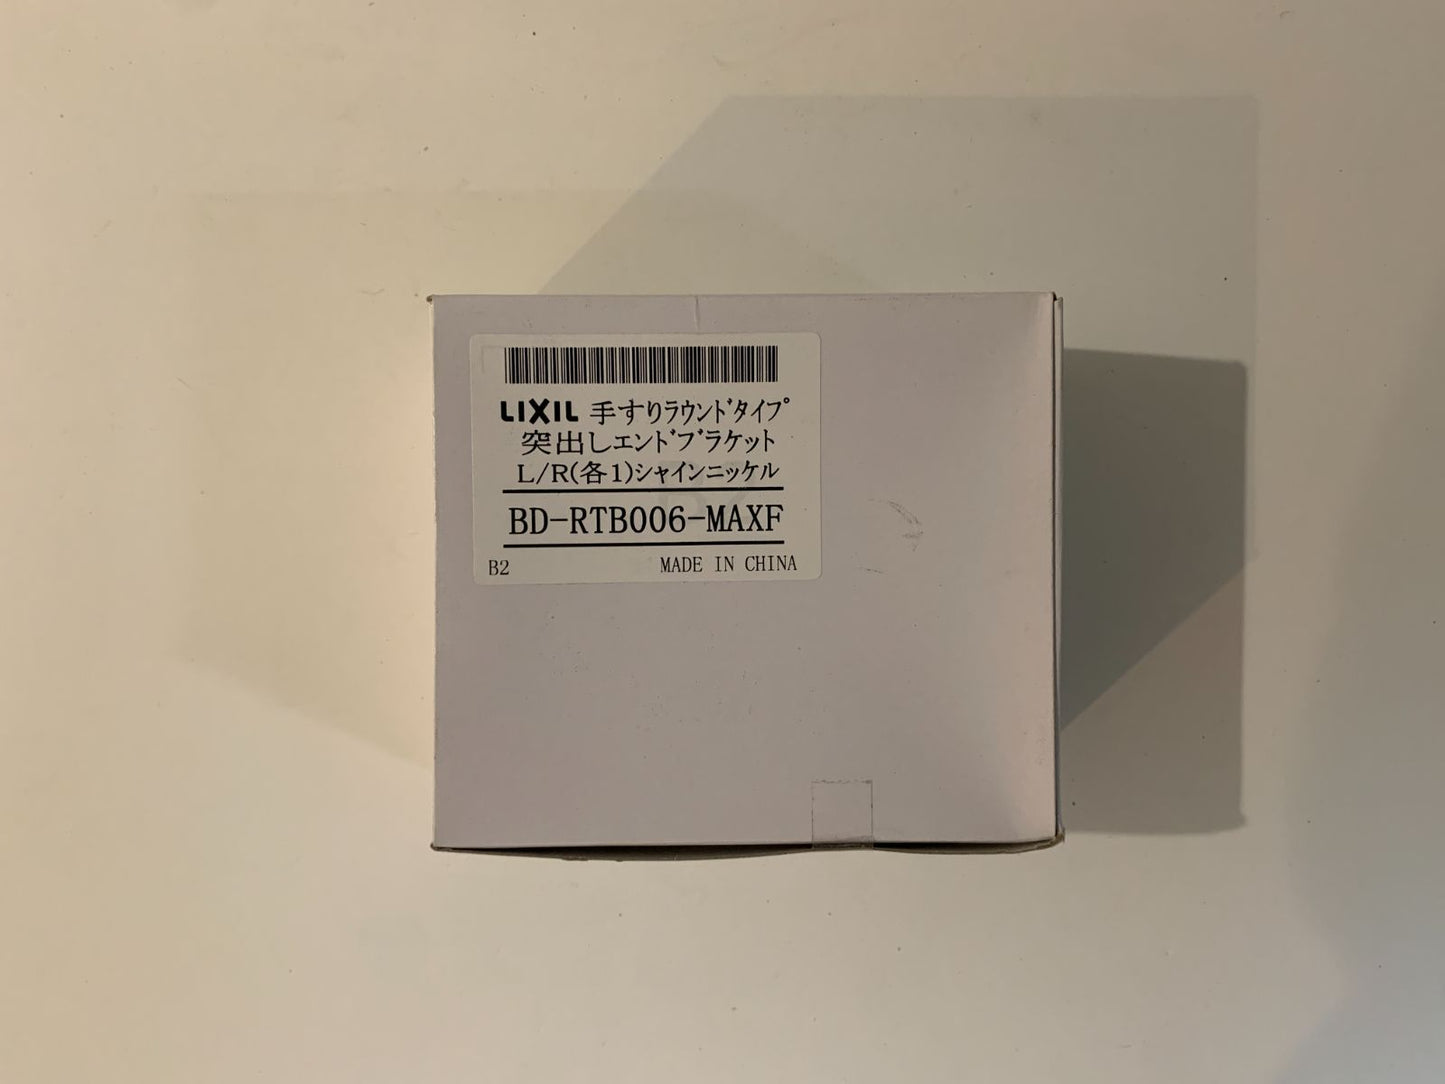 LIXIL 手すりラウンドタイプ
突出しエンドブラケット
L/R(各1)シャインニッケル
BD-RTB006-MAXF
B2 MADE IN CHINA